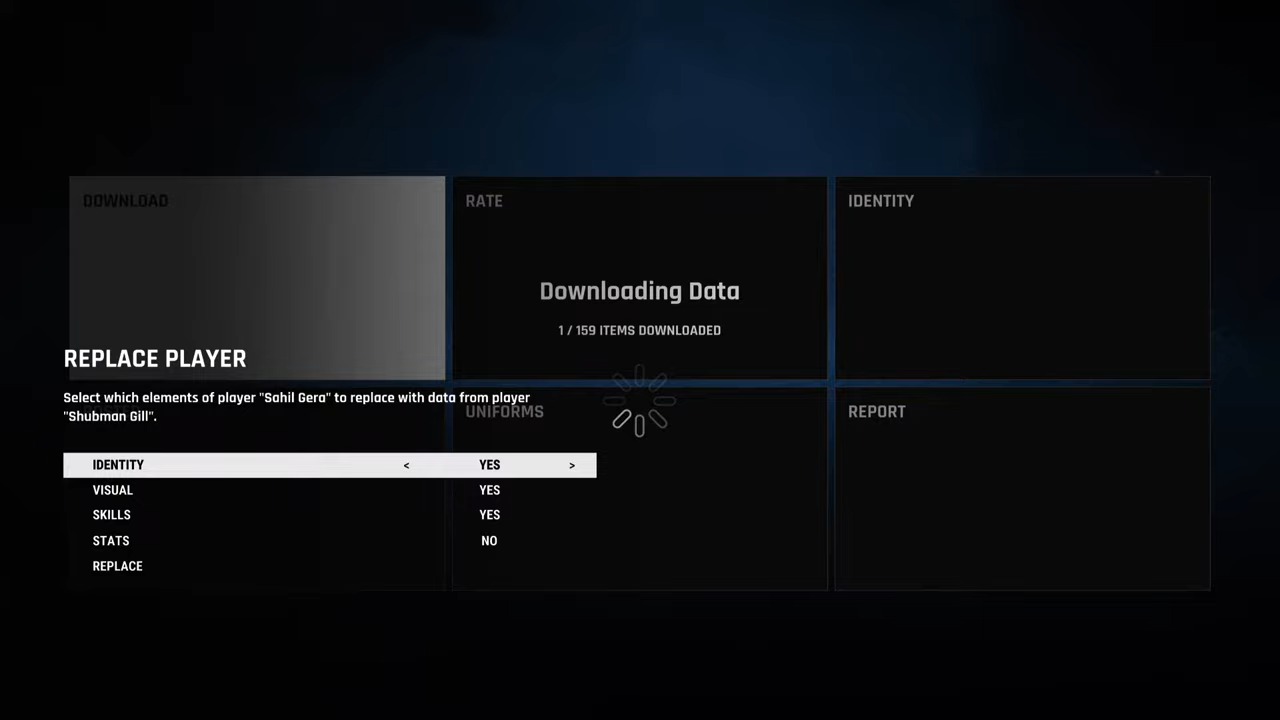 DOWNLOAD
RATE
IDENTITY
Downloading Data
1 / 159 ITEMS DOWNLOADED
REPLACE PLAYER
Select which elements of player "Sahil Gera" to replace with data from player
"Shubman Gill".
UNIFORMS
REPORT
IDENTITY < YES >
VISUAL YES
SKILLS YES
STATS NO
REPLACE